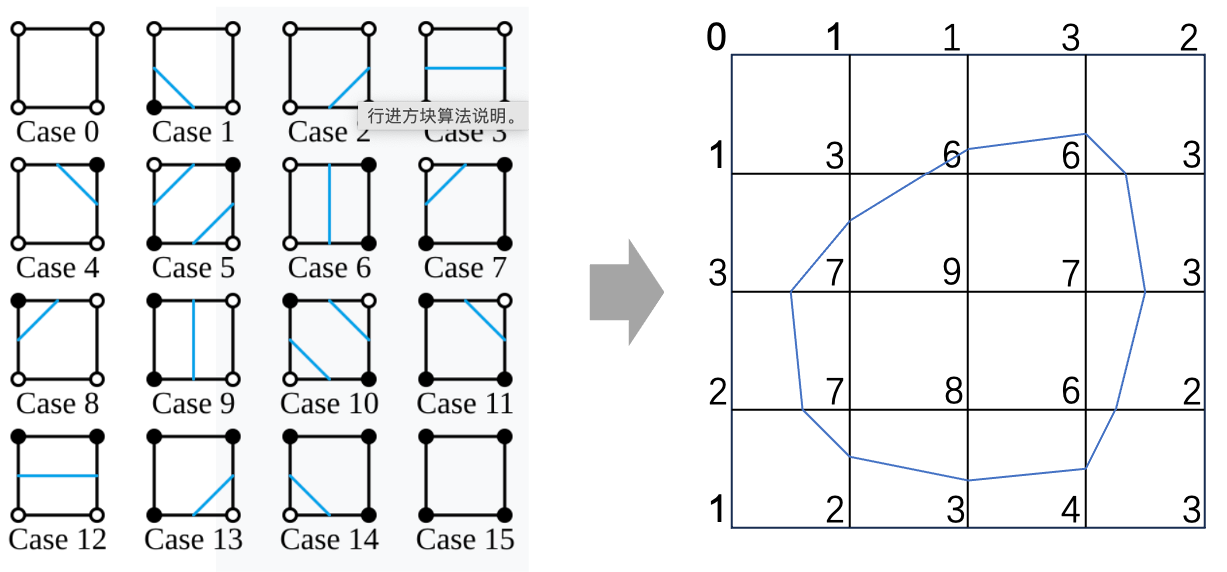 Case 0
Case 1
Case 2
Case 3
行进方块算法说明。
Case 4
Case 5
Case 6
Case 7
Case 8
Case 9
Case 10
Case 11
Case 12
Case 13
Case 14
Case 15
0 1 1 3 2
1 3 6 6 3
3 7 9 7 3
2 7 8 6 2
1 2 3 4 3